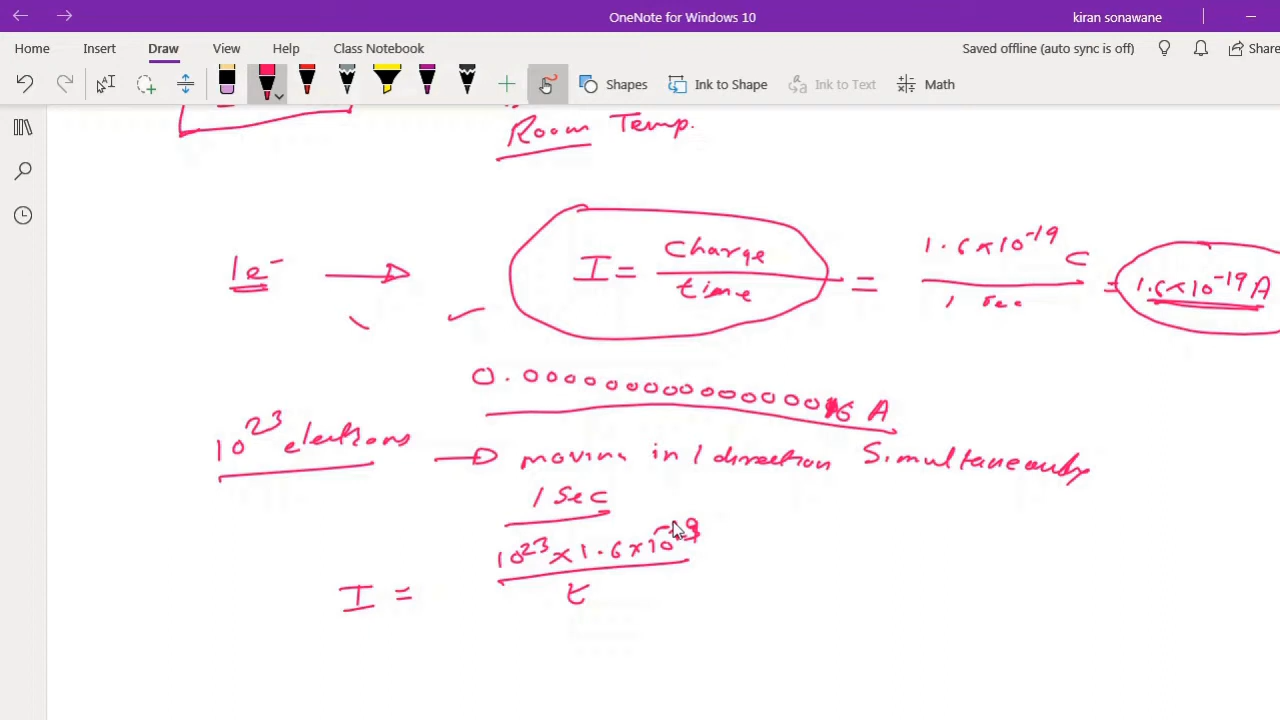 OneNote for Windows 10
kiran sonawane
Home Insert Draw View Help Class Notebook
Saved offline (auto sync is off)
Share
Shapes Ink to Shape Ink to Text Math
Room Temp.
1e⁻ → I = charge / time = 1.6×10⁻¹⁹ C / 1 sec = 1.6×10⁻¹⁹ A
0.00000000000000016 A
10²³ electrons → moving in 1 direction Simultaneously
1 Sec
I = 10²³ × 1.6 × 10⁻¹⁹ / t